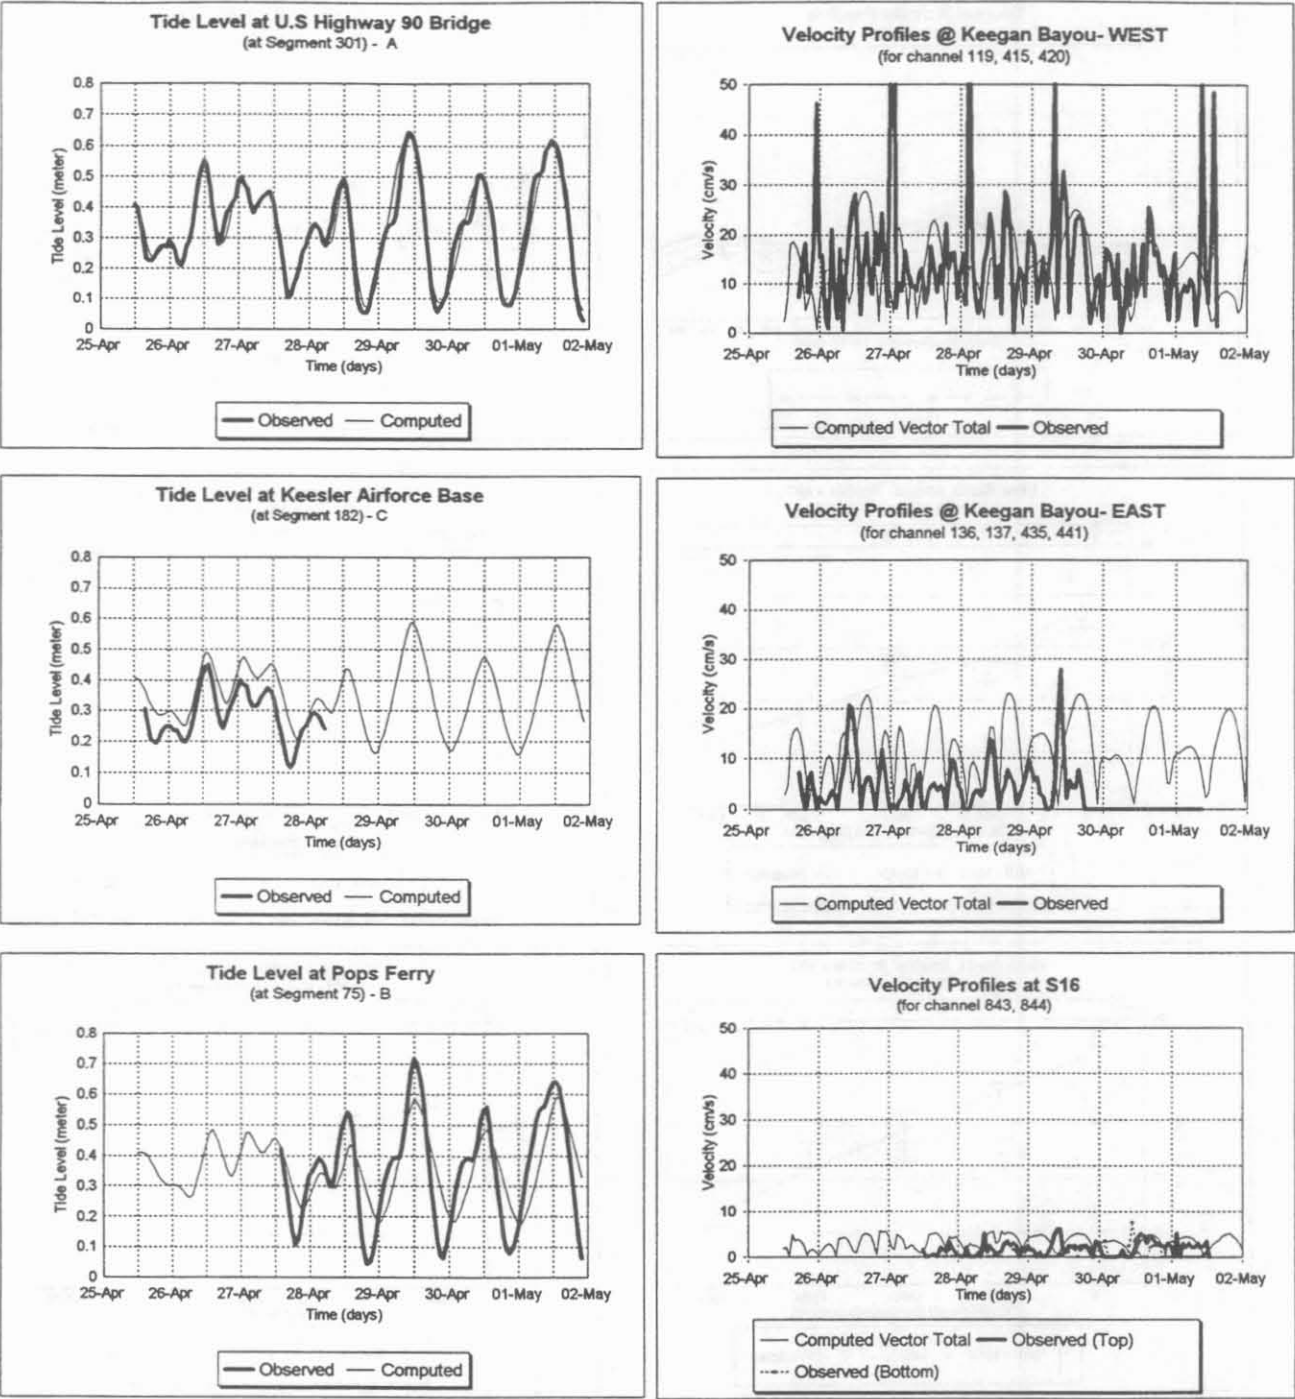 Tide Level at U.S Highway 90 Bridge
(at Segment 301) - A
0.8
0.7
0.6
0.5
0.4
0.3
0.2
0.1
0
Tide Level (meter)
25-Apr 26-Apr 27-Apr 28-Apr 29-Apr 30-Apr 01-May 02-May
Time (days)
Observed Computed
Velocity Profiles @ Keegan Bayou- WEST
(for channel 119, 415, 420)
50
40
30
20
10
0
Velocity (cm/s)
25-Apr 26-Apr 27-Apr 28-Apr 29-Apr 30-Apr 01-May 02-May
Time (days)
Computed Vector Total Observed
Tide Level at Keesler Airforce Base
(at Segment 182) - C
0.8
0.7
0.6
0.5
0.4
0.3
0.2
0.1
0
Tide Level (meter)
25-Apr 26-Apr 27-Apr 28-Apr 29-Apr 30-Apr 01-May 02-May
Time (days)
Observed Computed
Velocity Profiles @ Keegan Bayou- EAST
(for channel 136, 137, 435, 441)
50
40
30
20
10
0
Velocity (cm/s)
25-Apr 26-Apr 27-Apr 28-Apr 29-Apr 30-Apr 01-May 02-May
Time (days)
Computed Vector Total Observed
Tide Level at Pops Ferry
(at Segment 75) - B
0.8
0.7
0.6
0.5
0.4
0.3
0.2
0.1
0
Tide Level (meter)
25-Apr 26-Apr 27-Apr 28-Apr 29-Apr 30-Apr 01-May 02-May
Time (days)
Observed Computed
Velocity Profiles at S16
(for channel 843, 844)
50
40
30
20
10
0
Velocity (cm/s)
25-Apr 26-Apr 27-Apr 28-Apr 29-Apr 30-Apr 01-May 02-May
Time (days)
Computed Vector Total Observed (Top)
Observed (Bottom)